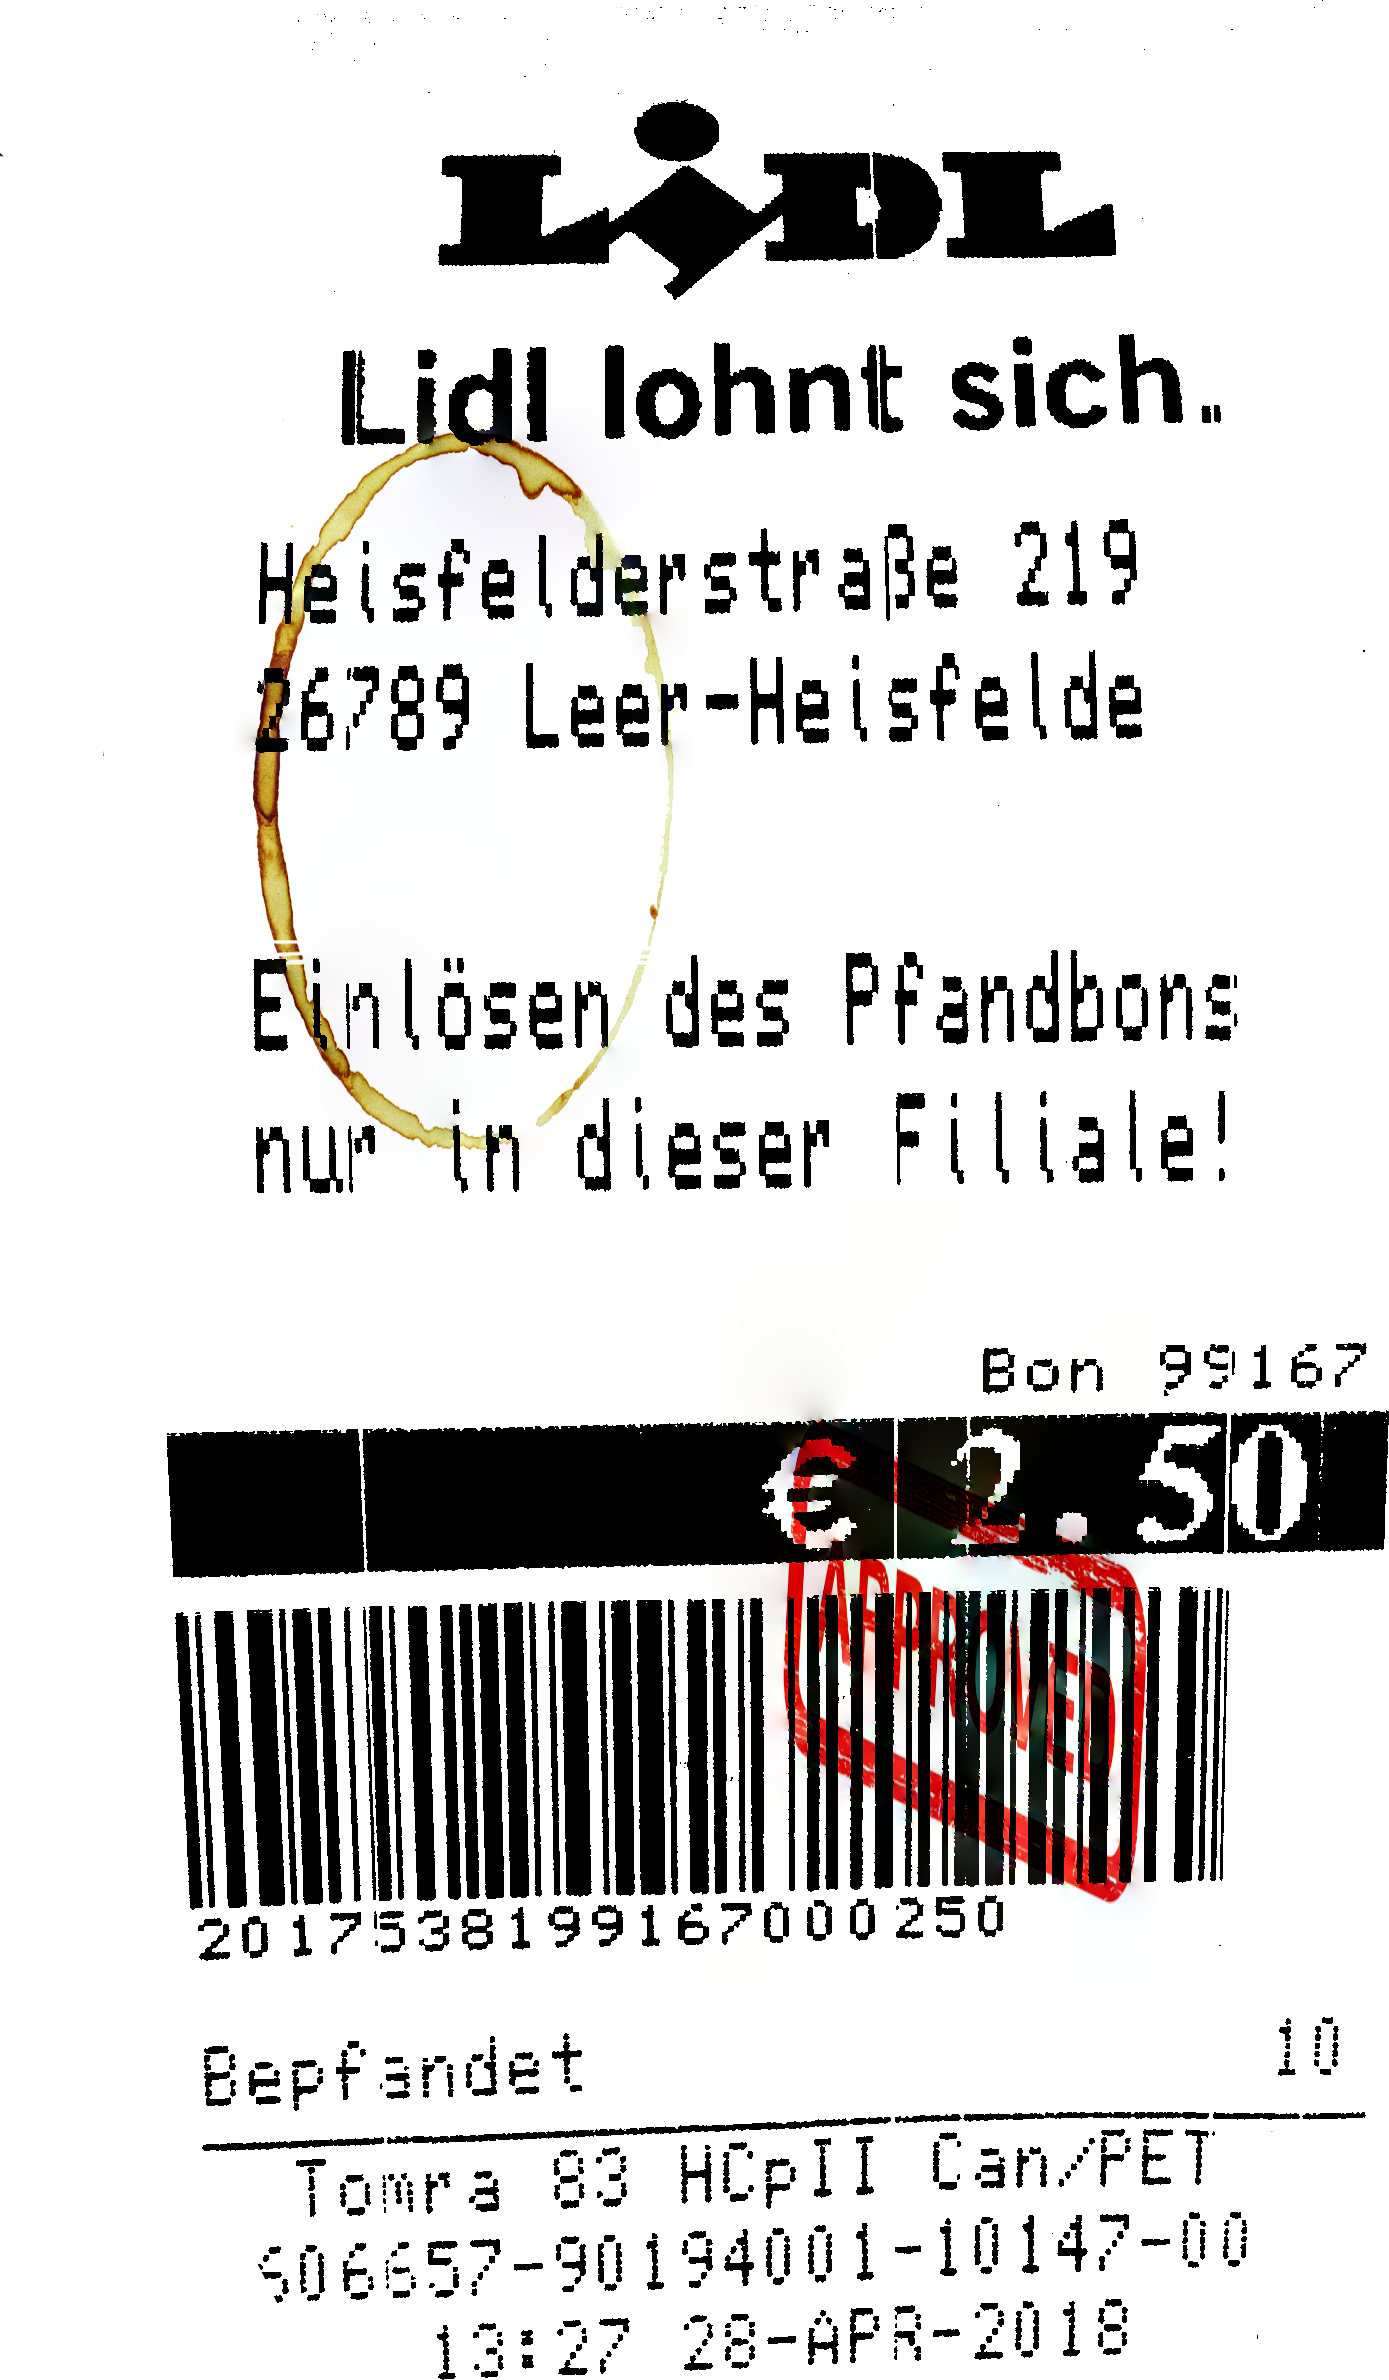 LiDL
Lidl lohnt sich.
Heisfelderstraße 219
26789 Leer-Heisfelde
Einlösen des Pfandbons
nur in dieser Filiale!
Bon 99167
€ 2.50
APPROVED
2017538199167000250
Bepfandet 10
Tomra 83 HCpII Can/PET
S06657-90194001-10147-00
13:27 28-APR-2018